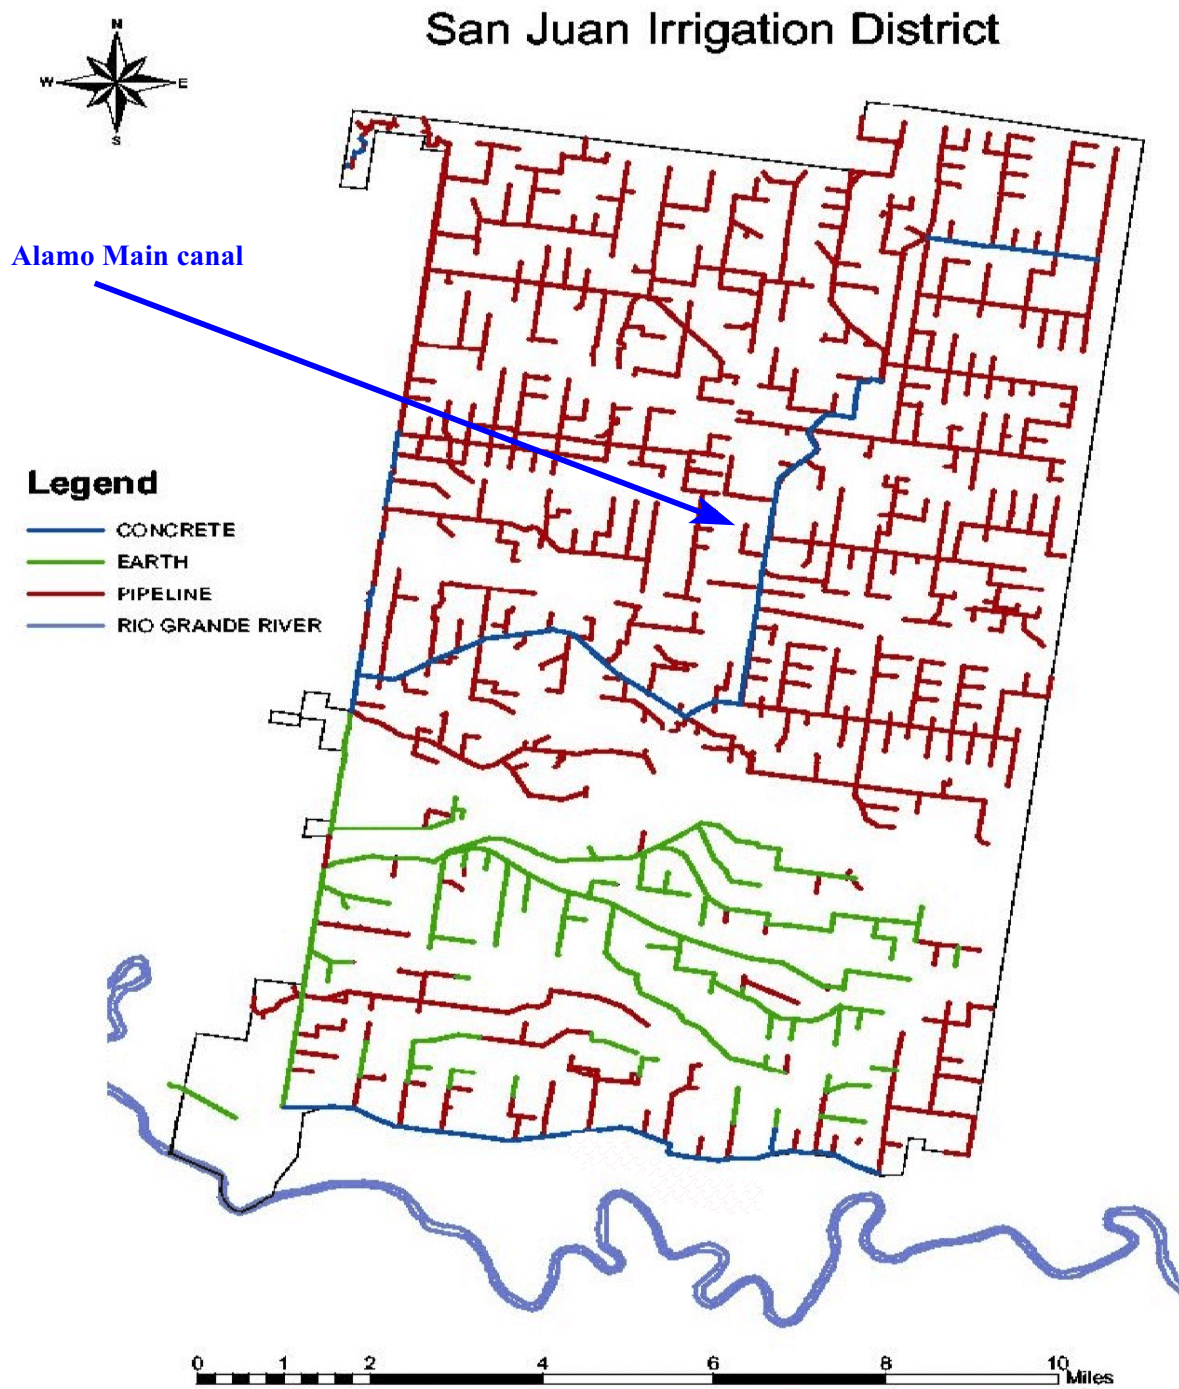 San Juan Irrigation District
N
W E
S
Alamo Main canal
Legend
CONCRETE
EARTH
PIPELINE
RIO GRANDE RIVER
0 1 2 4 6 8 10 Miles